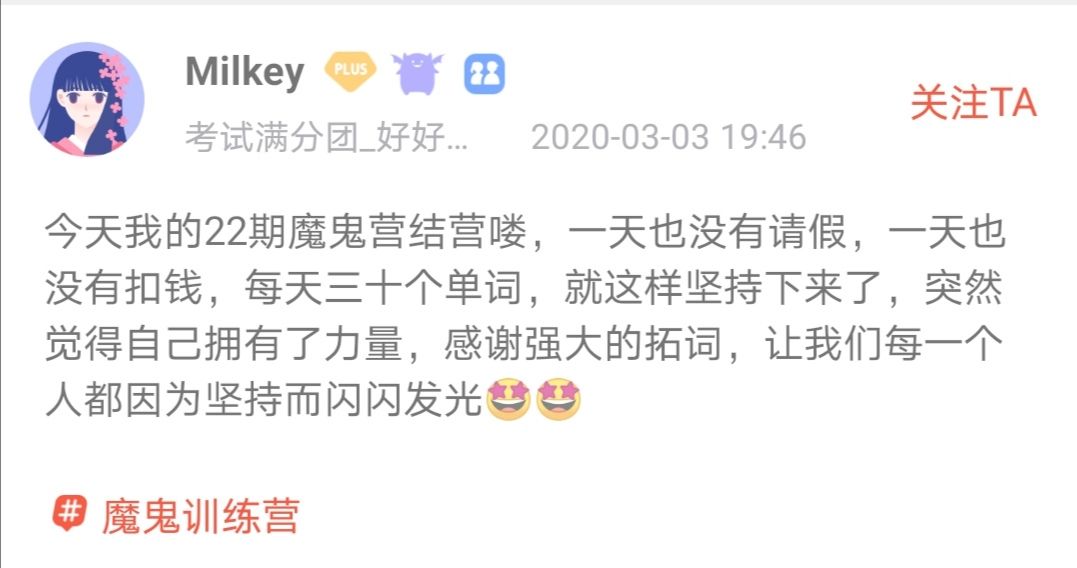 Milkey PLUS
关注TA
考试满分团_好好... 2020-03-03 19:46
今天我的22期魔鬼营结营喽，一天也没有请假，一天也
没有扣钱，每天三十个单词，就这样坚持下来了，突然
觉得自己拥有了力量，感谢强大的拓词，让我们每一个
人都因为坚持而闪闪发光🤩🤩
# 魔鬼训练营